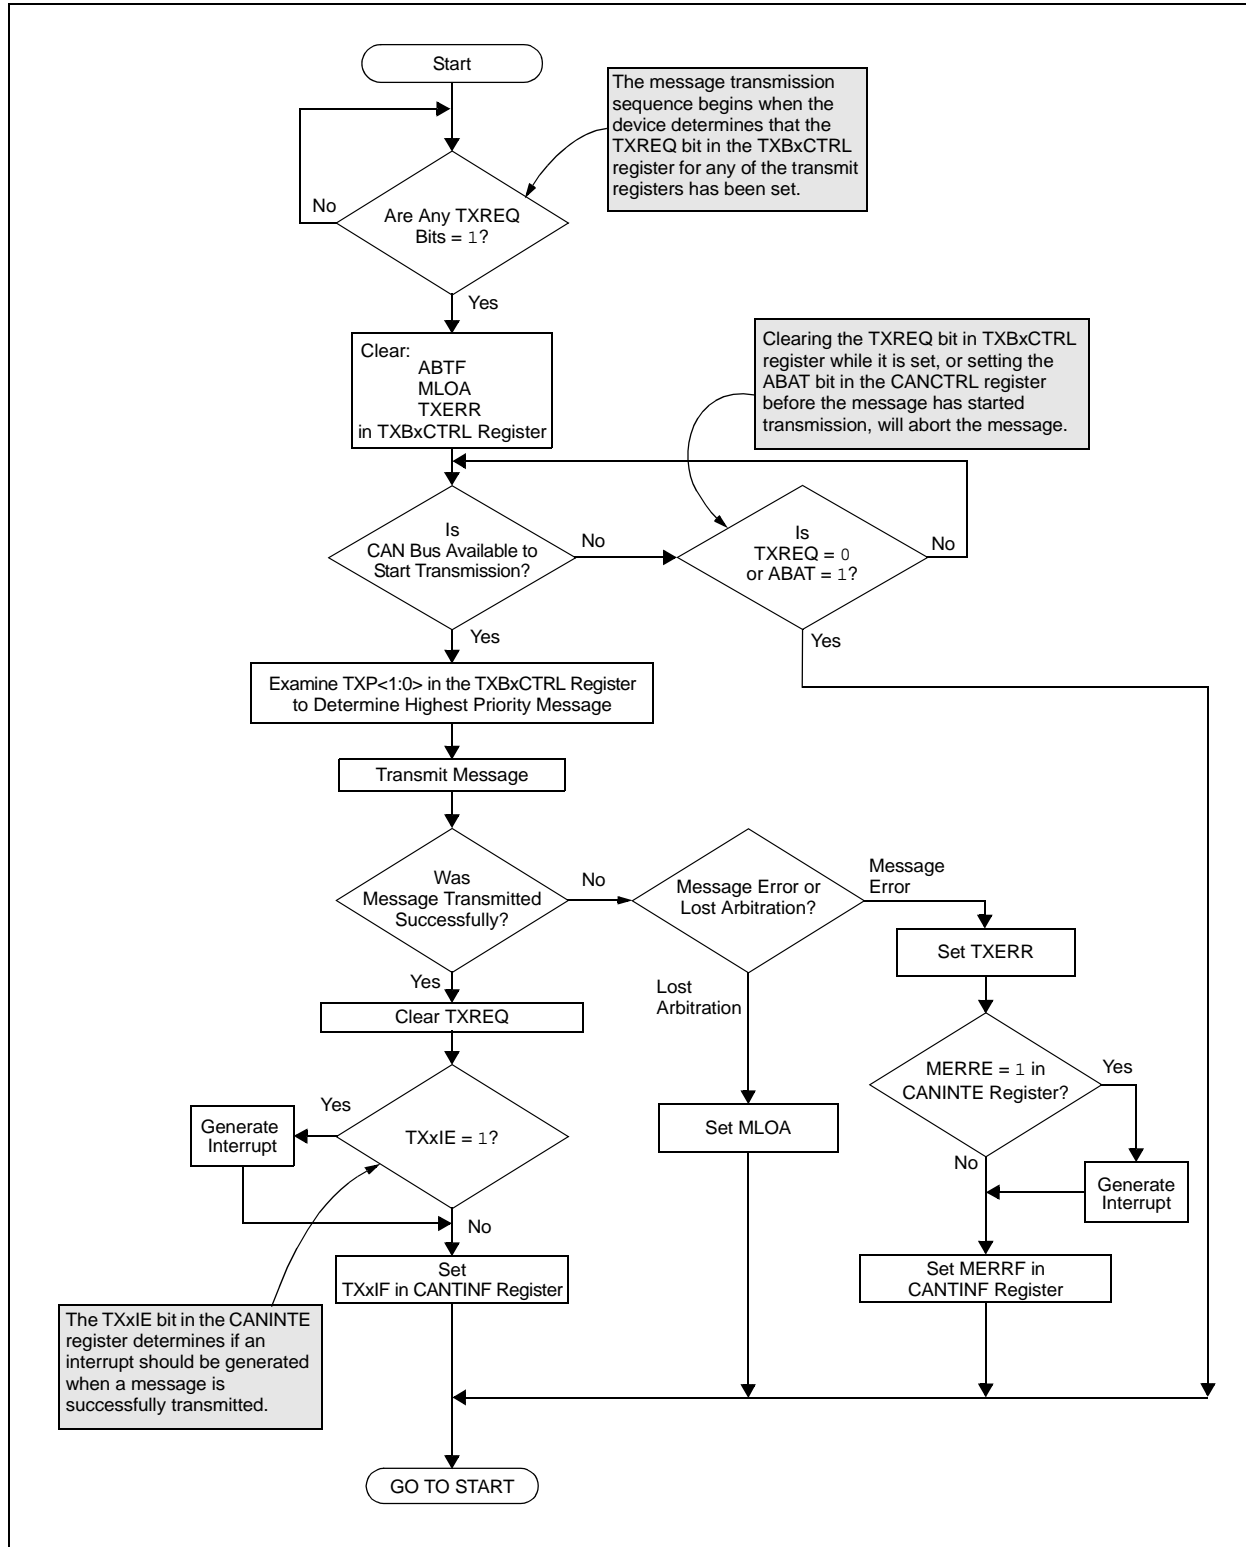 Start
The message transmission
sequence begins when the
device determines that the
TXREQ bit in the TXBxCTRL
register for any of the transmit
registers has been set.
No
Are Any TXREQ
Bits = 1?
Yes
Clear:
ABTF
MLOA
TXERR
in TXBxCTRL Register
Clearing the TXREQ bit in TXBxCTRL
register while it is set, or setting the
ABAT bit in the CANCTRL register
before the message has started
transmission, will abort the message.
Is
CAN Bus Available to
Start Transmission?
No
Is
TXREQ = 0
or ABAT = 1?
No
Yes
Yes
Examine TXP<1:0> in the TXBxCTRL Register
to Determine Highest Priority Message
Transmit Message
Was
Message Transmitted
Successfully?
No
Message Error or
Lost Arbitration?
Message
Error
Set TXERR
Yes
Lost
Arbitration
Clear TXREQ
MERRE = 1 in
CANINTE Register?
Yes
Yes
Generate
Interrupt
TXxIE = 1?
Set MLOA
No
Generate
Interrupt
No
Set
TXxIF in CANTINF Register
Set MERRF in
CANTINF Register
The TXxIE bit in the CANINTE
register determines if an
interrupt should be generated
when a message is
successfully transmitted.
GO TO START